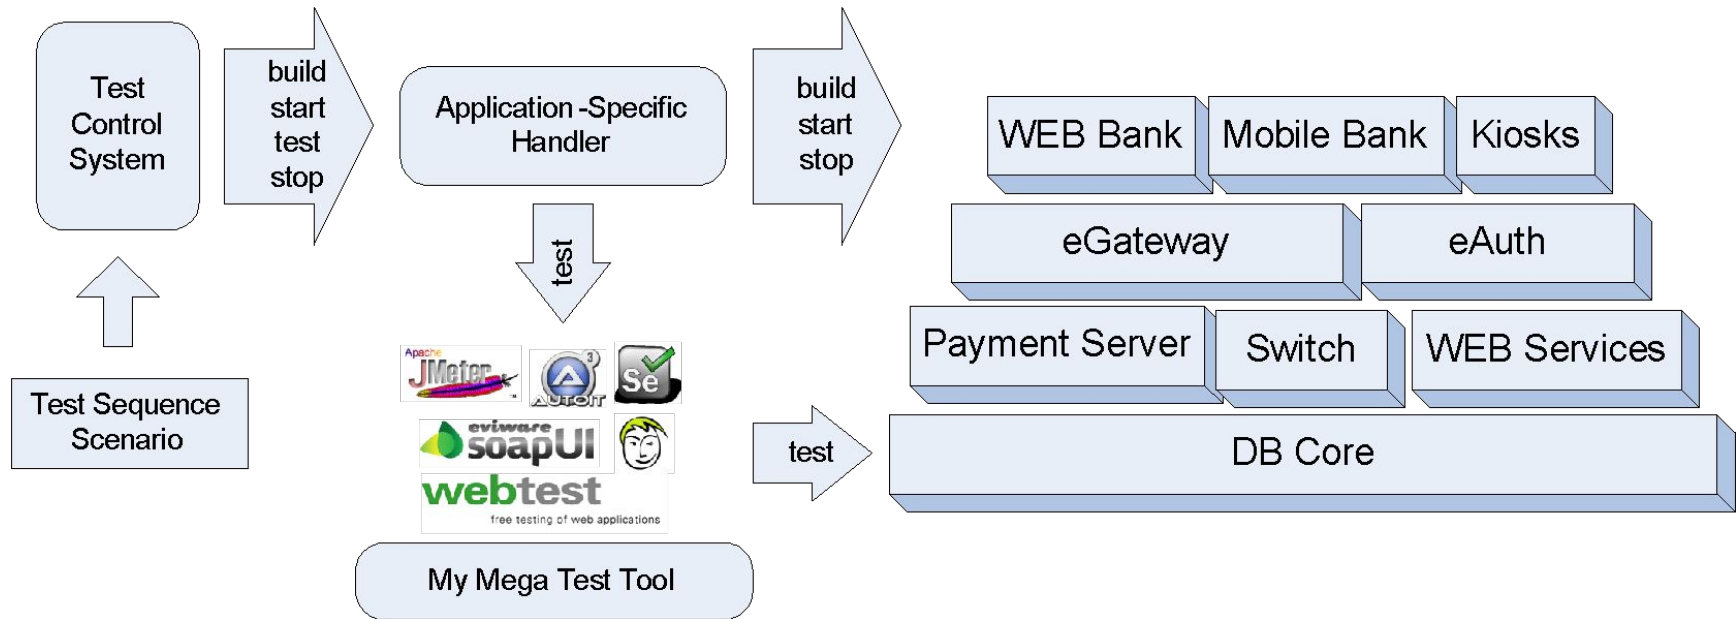 Test
Control
System
build
start
test
stop
Application -Specific
Handler
build
start
stop
test
Test Sequence
Scenario
Apache
JMeter
3
AUTOIT
Se
eviware
soapUI
webtest
free testing of web applications
My Mega Test Tool
test
WEB Bank
Mobile Bank
Kiosks
eGateway
eAuth
Payment Server
Switch
WEB Services
DB Core